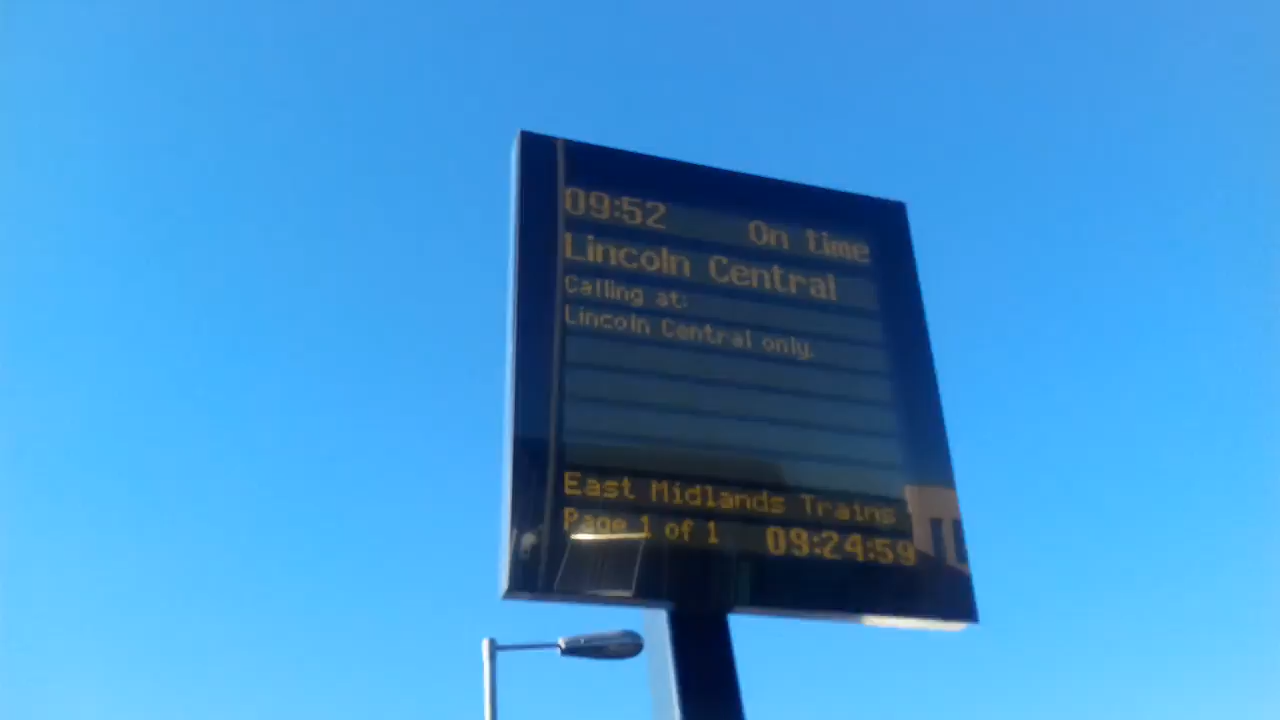 09:52 On time
Lincoln Central
Calling at:
Lincoln Central only.
East Midlands Trains
Page 1 of 1 09:24:59